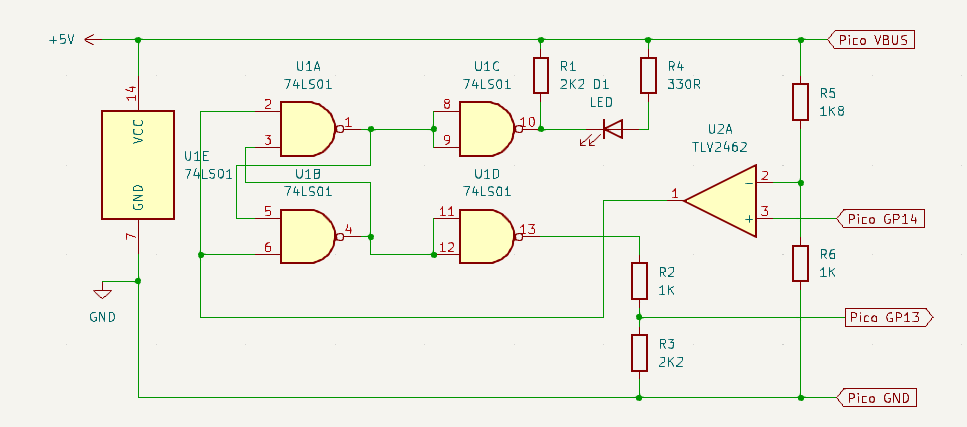 +5V
Pico VBUS
U1A
74LS01
U1C
74LS01
R1
2K2
D1
LED
R4
330R
R5
1K8
14
VCC
GND
7
U1E
74LS01
2
3
1
8
9
10
U2A
TLV2462
1
2
3
−
+
Pico GP14
U1B
74LS01
U1D
74LS01
5
6
4
11
12
13
R6
1K
R2
1K
GND
Pico GP13
R3
2K2
Pico GND